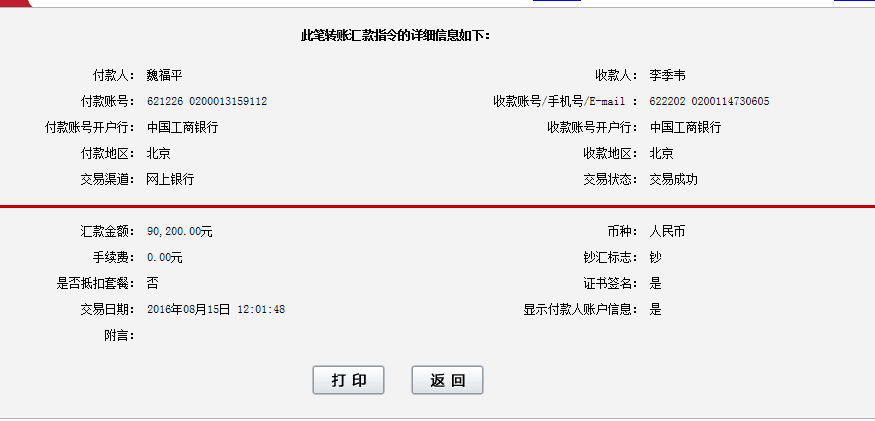 此笔转账汇款指令的详细信息如下：
付款人： 魏福平 收款人： 李季韦
付款账号： 621226 0200013159112 收款账号/手机号/E-mail ： 622202 0200114730605
付款账号开户行： 中国工商银行 收款账号开户行： 中国工商银行
付款地区： 北京 收款地区： 北京
交易渠道： 网上银行 交易状态： 交易成功
汇款金额： 90,200.00元 币种： 人民币
手续费： 0.00元 钞汇标志： 钞
是否抵扣套餐： 否 证书签名： 是
交易日期： 2016年08月15日 12:01:48 显示付款人账户信息： 是
附言：
打 印 返 回